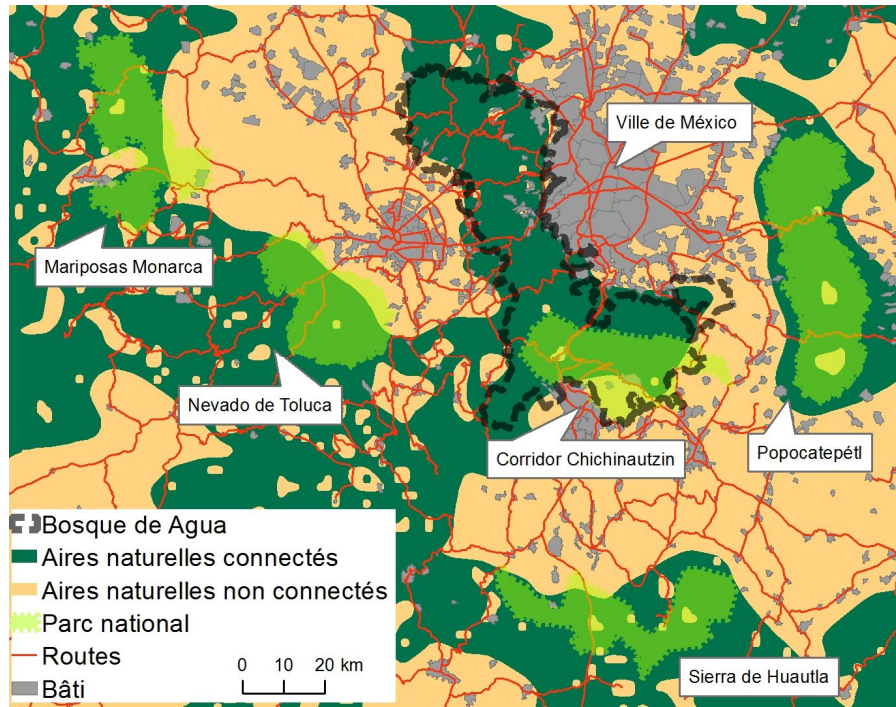 Ville de México
Mariposas Monarca
Nevado de Toluca
Corridor Chichinautzin
Popocatepétl
Bosque de Agua
Aires naturelles connectés
Aires naturelles non connectés
Parc national
Routes
0 10 20 km
Bâti
Sierra de Huautla